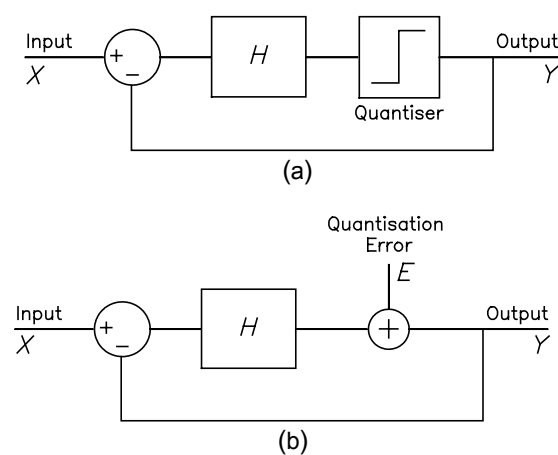 Input
Output
+
H
−
X
Y
Quantiser
(a)
Quantisation
Error
E
Input
Output
+
H
+
−
X
Y
(b)